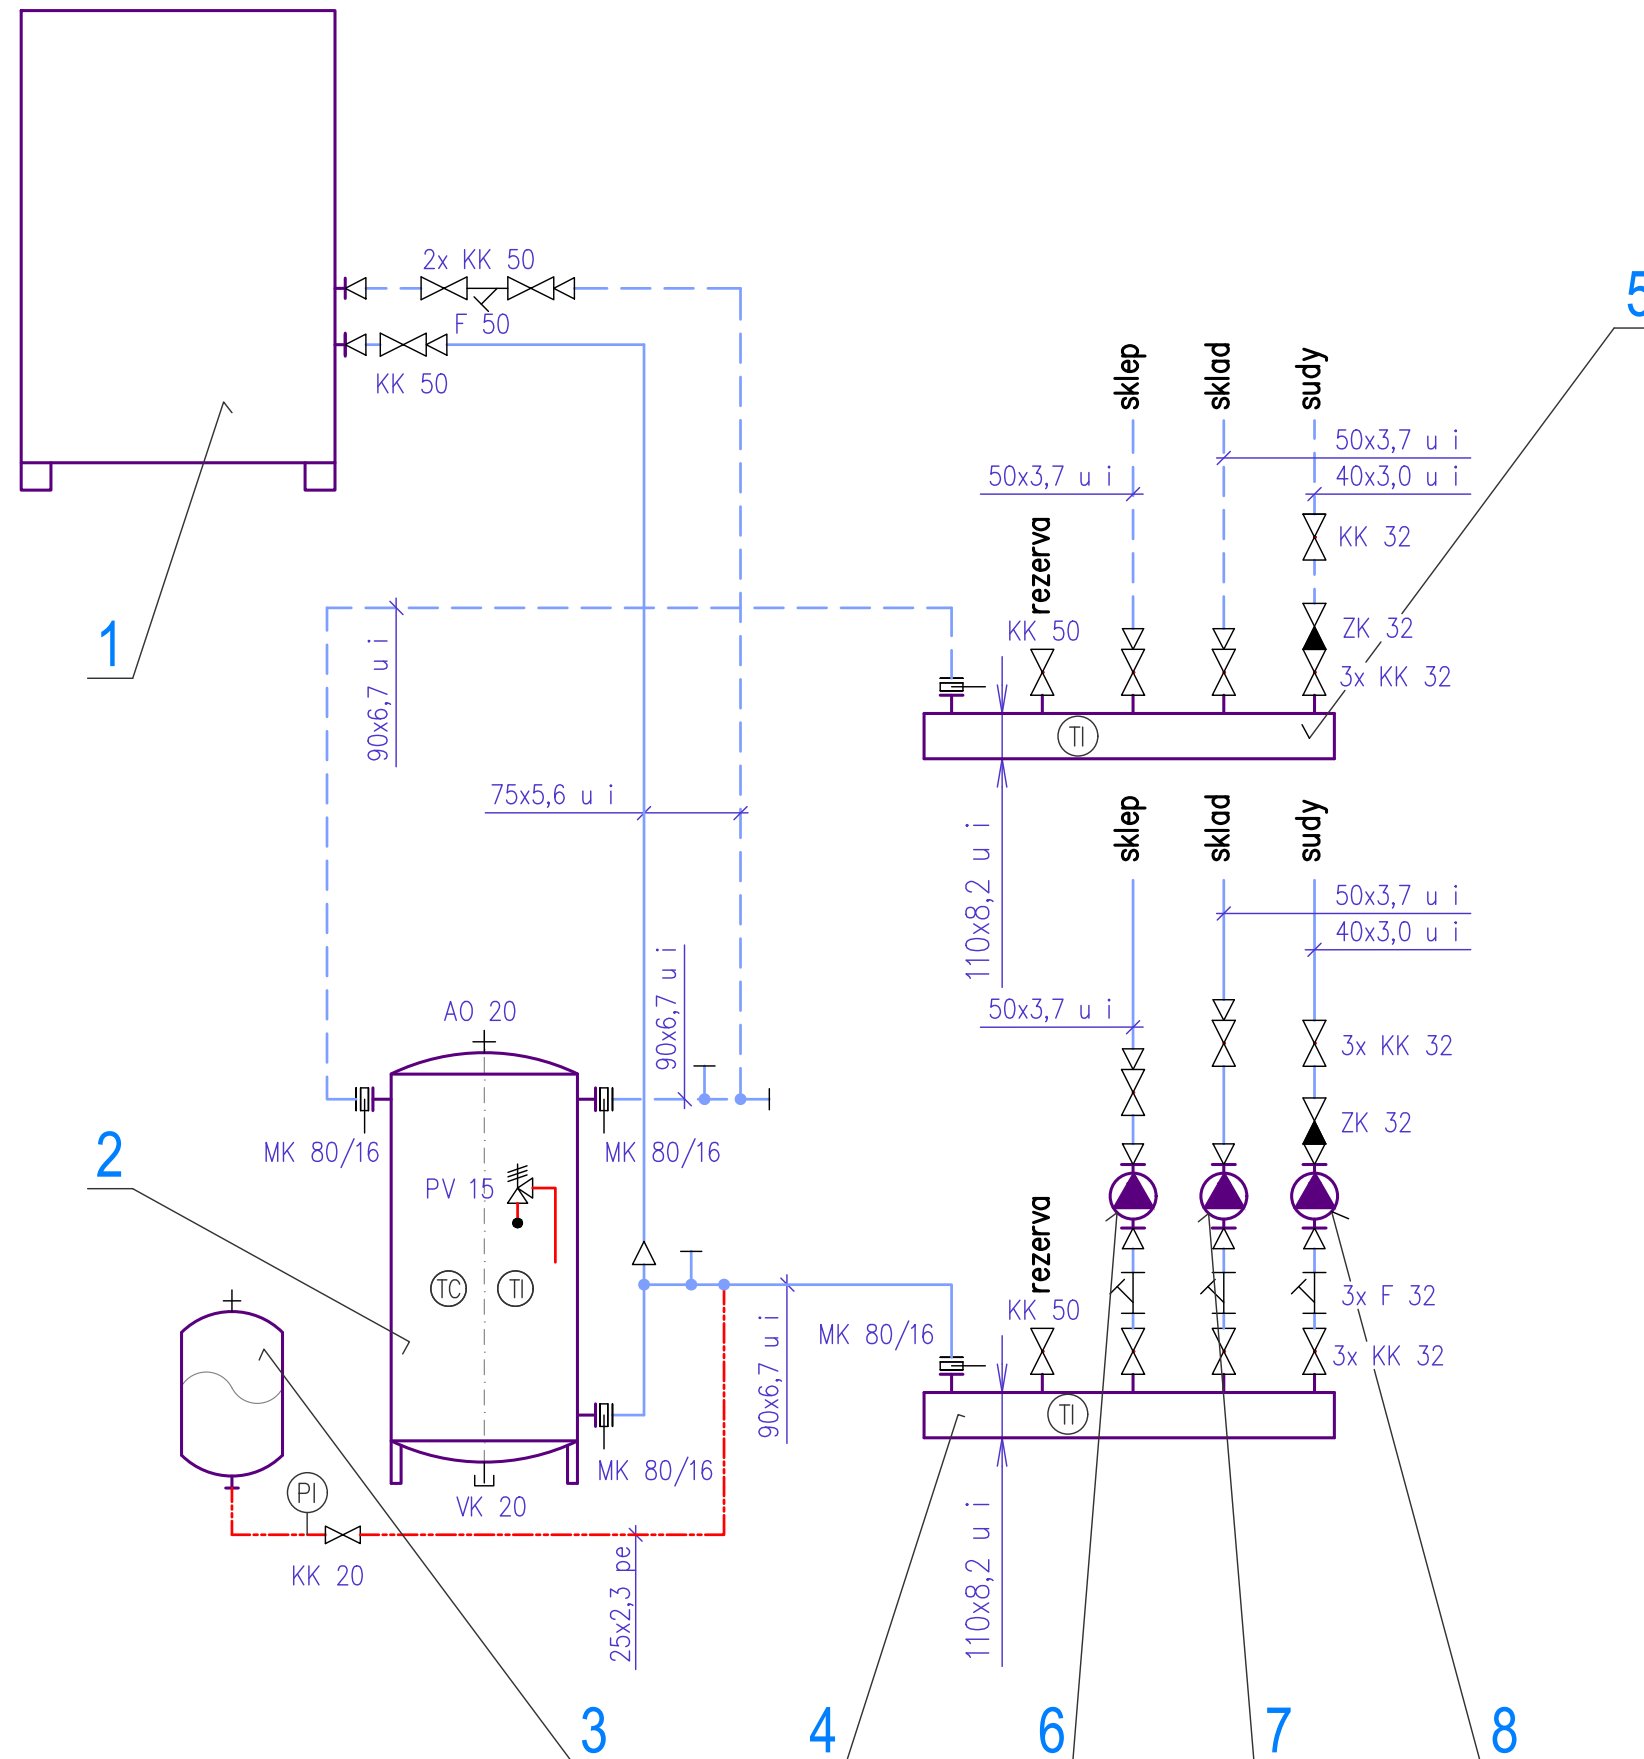 2x KK 50
F 50
KK 50
5
sklep
sklad
sudy
50x3,7 u i
40x3,0 u i
50x3,7 u i
rezerva
KK 32
1
KK 50
ZK 32
3x KK 32
90x6,7 u i
TI
75x5,6 u i
110x8,2 u i
sklep
sklad
sudy
50x3,7 u i
40x3,0 u i
90x6,7 u i
AO 20
50x3,7 u i
3x KK 32
2
MK 80/16
MK 80/16
ZK 32
PV 15
rezerva
TC
TI
KK 50
3x F 32
MK 80/16
90x6,7 u i
3x KK 32
TI
MK 80/16
PI
VK 20
KK 20
25x2,3 pe
110x8,2 u i
3
4
6
7
8